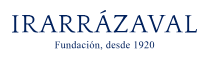 IRARRÁZAVAL
Fundación, desde 1920